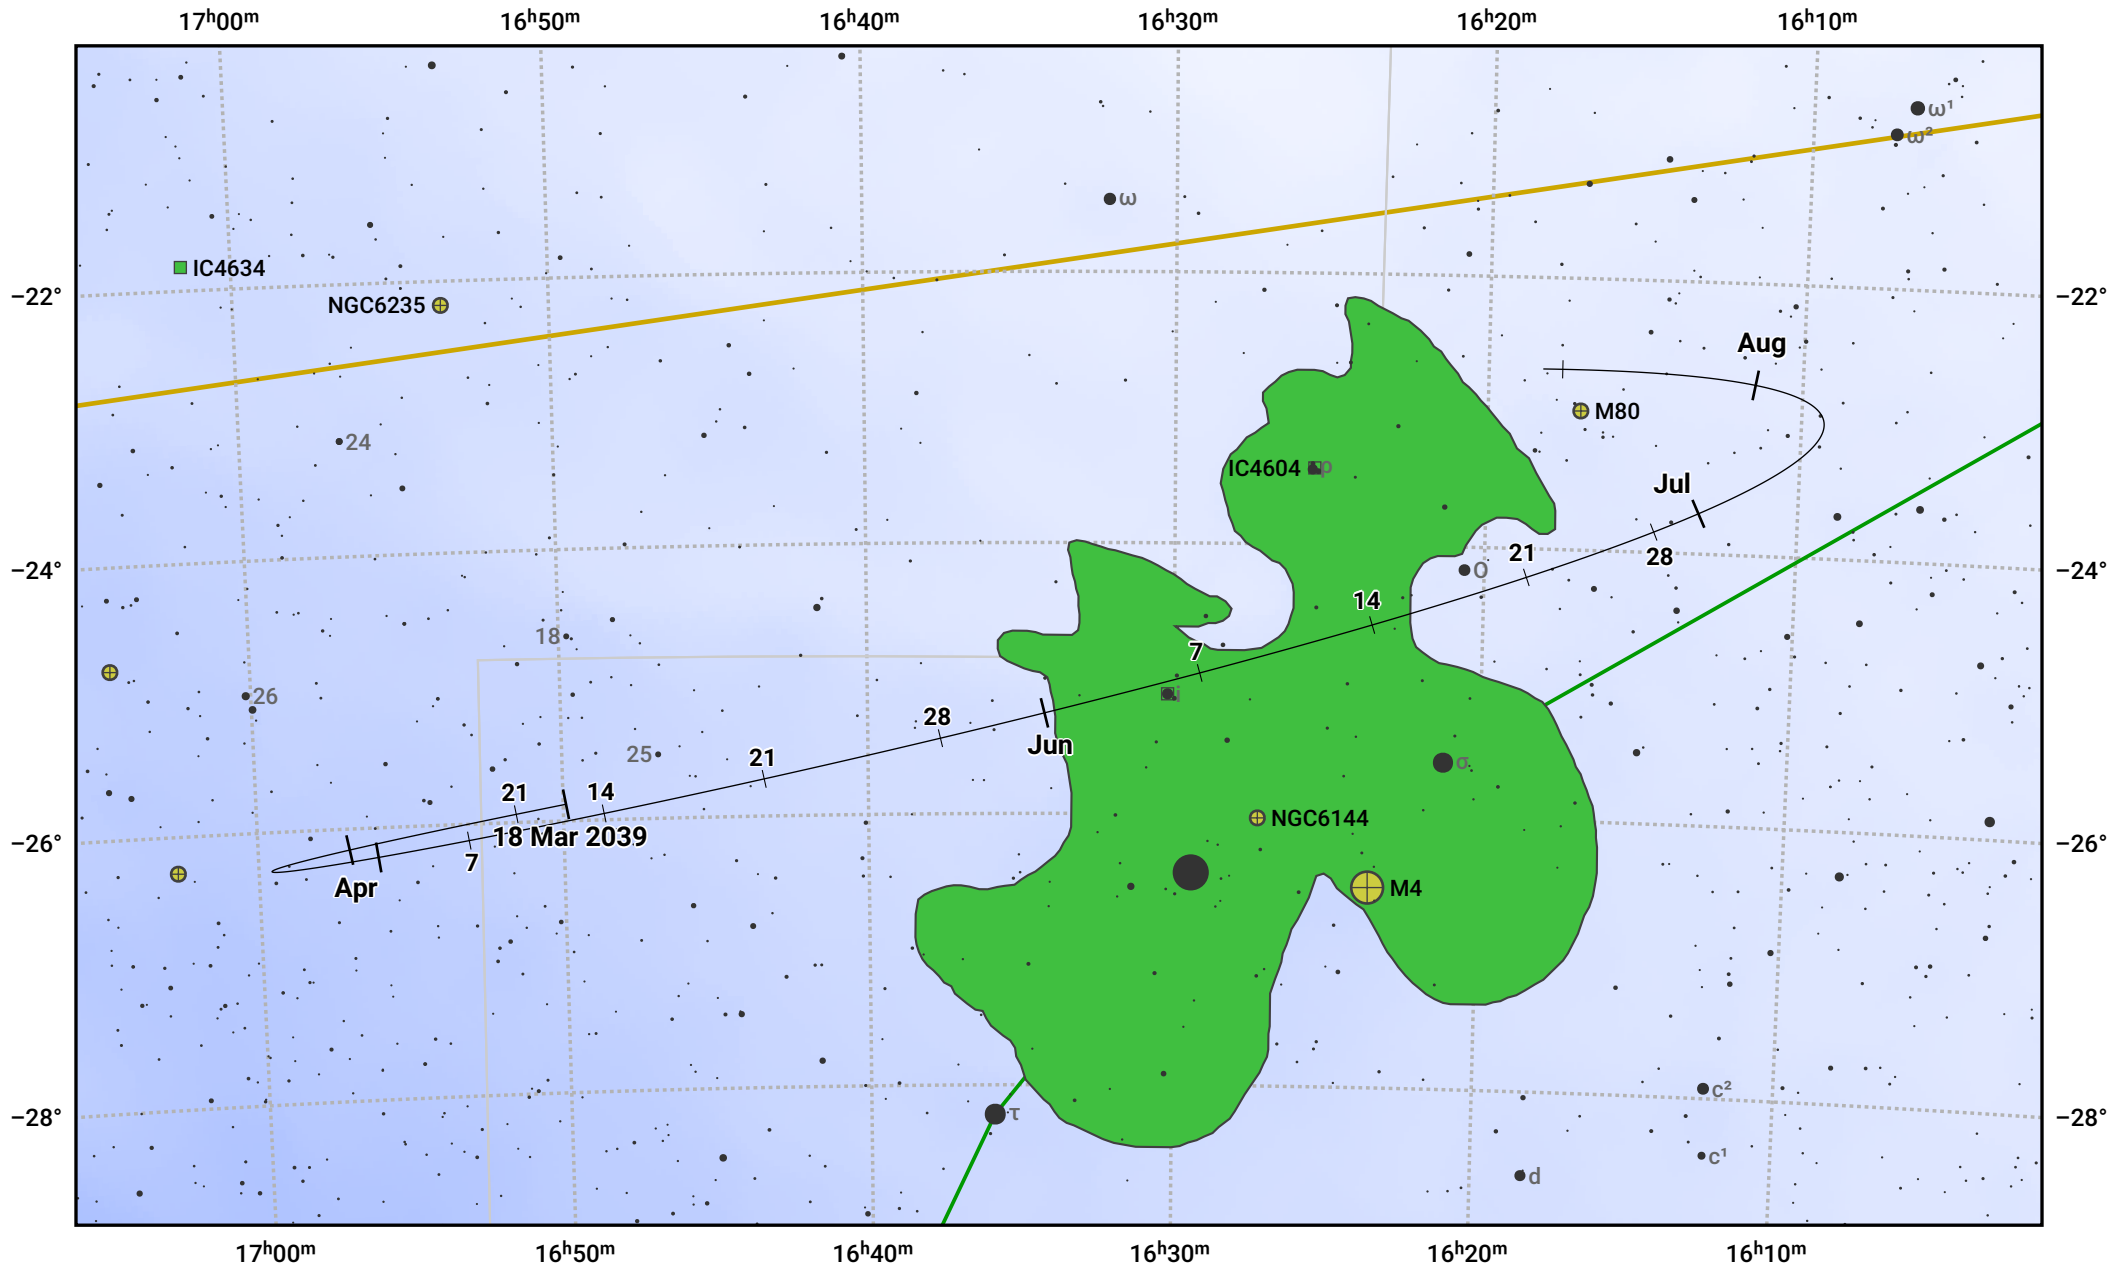 17ʰ00ᵐ 16ʰ50ᵐ 16ʰ40ᵐ 16ʰ30ᵐ 16ʰ20ᵐ 16ʰ10ᵐ
ω¹
ω²
ω
IC4634
−22° −22°
NGC6235
Aug
M80
24
IC4604 ρ
Jul
21
28
−24° −24°
O
14
18
7
26
i
28
Jun
25
21
σ
21
14
NGC6144
18 Mar 2039
−26° −26°
7
Apr
M4
c²
τ
−28° −28°
c¹
d
17ʰ00ᵐ 16ʰ50ᵐ 16ʰ40ᵐ 16ʰ30ᵐ 16ʰ20ᵐ 16ʰ10ᵐ